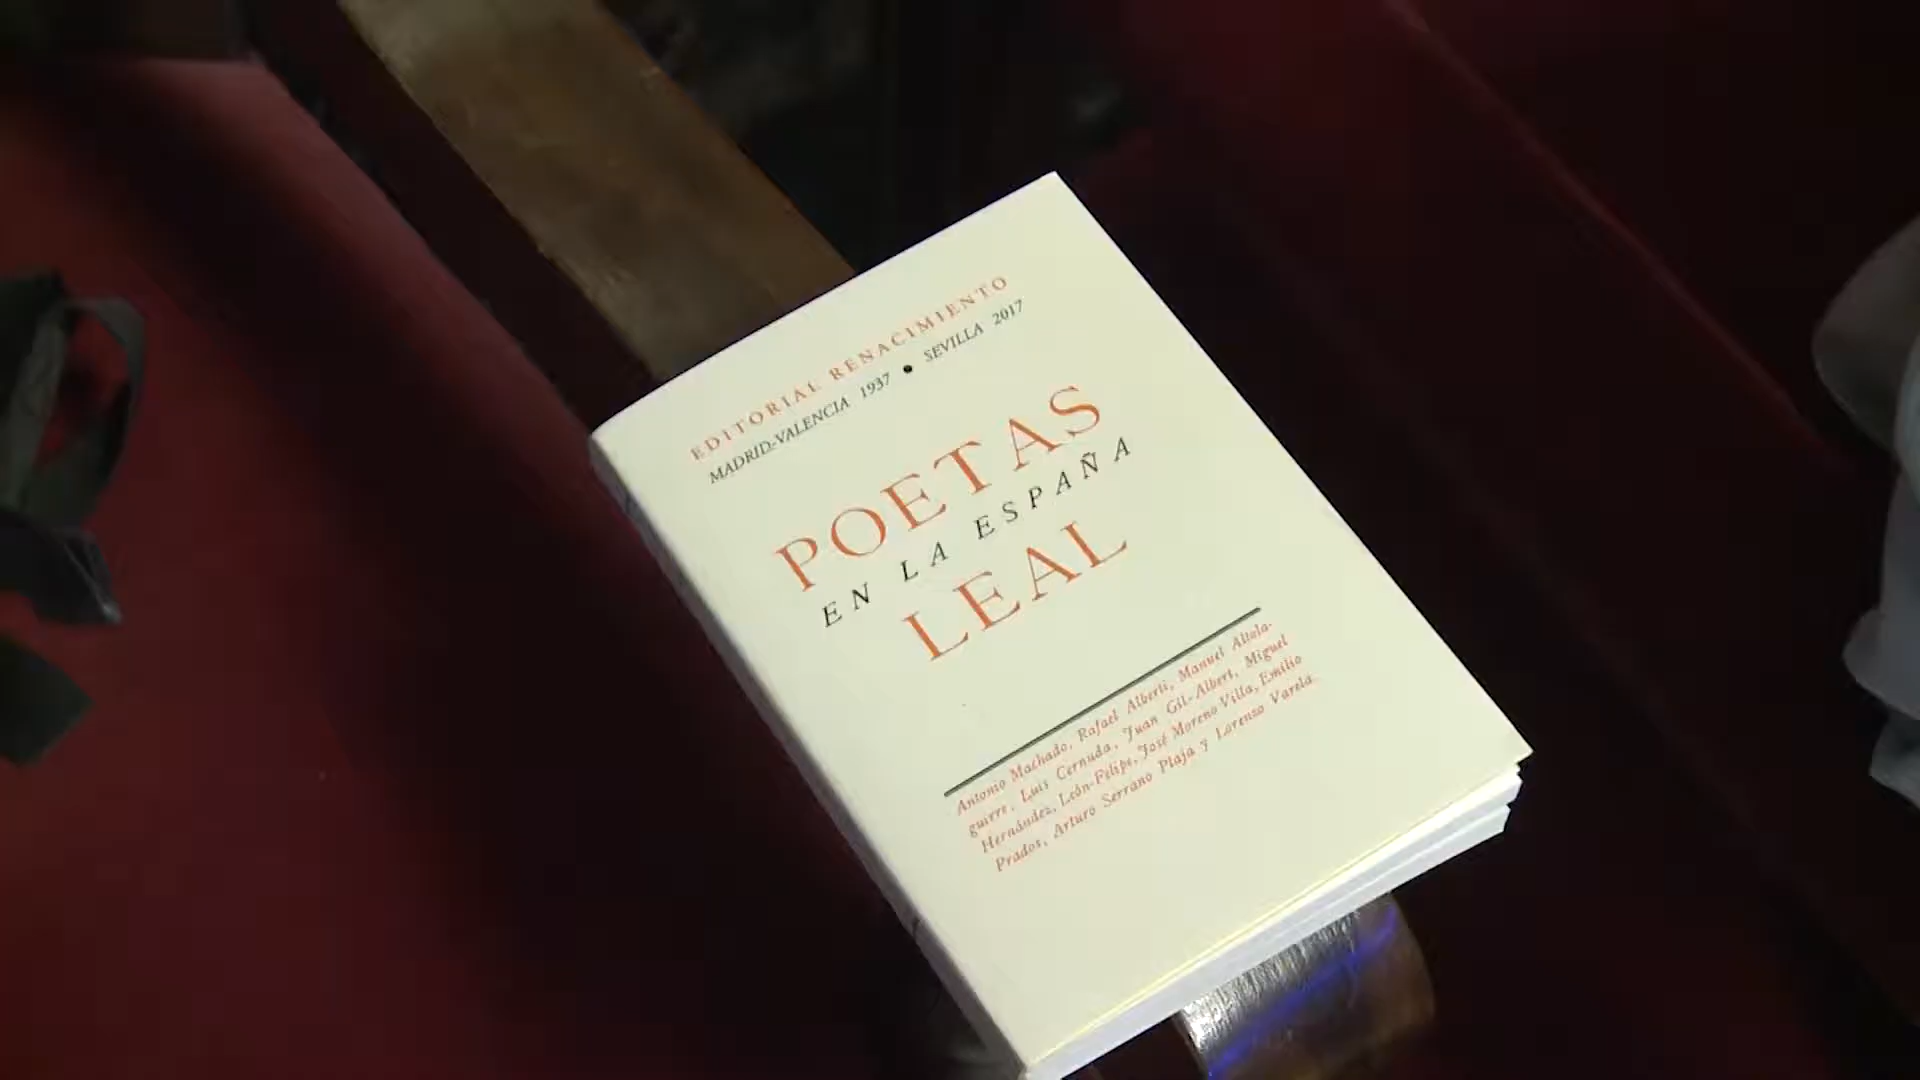 EDITORIAL RENACIMIENTO
MADRID-VALENCIA 1937 • SEVILLA 2017
POETAS
EN LA ESPAÑA
LEAL
Antonio Machado, Rafael Alberti, Manuel Altola-
guirre, Luis Cernuda, Juan Gil-Albert, Miguel
Hernández, León-Felipe, José Moreno Villa, Emilio
Prados, Arturo Serrano Plaja y Lorenzo Varela